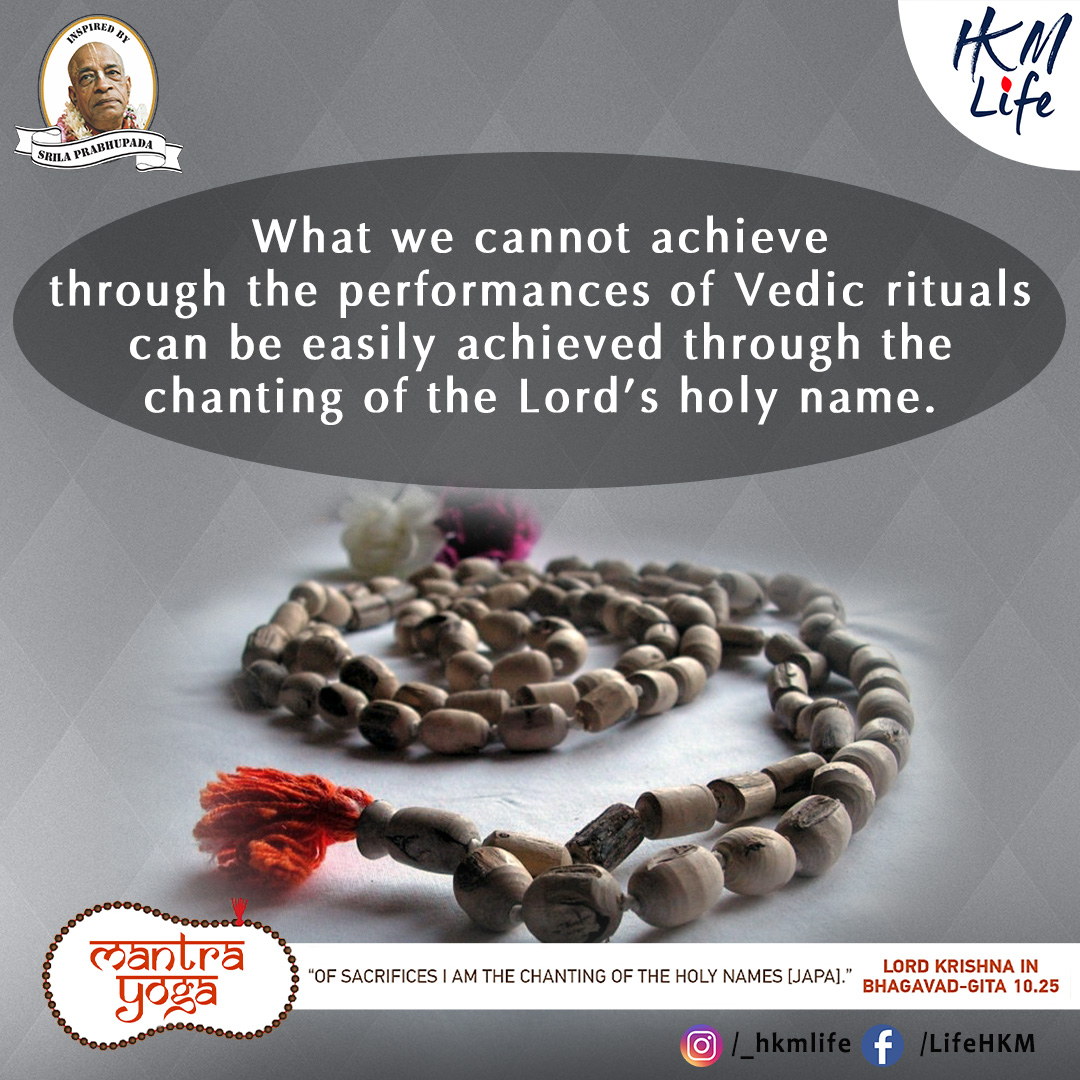 INSPIRED BY
SRILA PRABHUPADA
HKM
Life
What we cannot achieve
through the performances of Vedic rituals
can be easily achieved through the
chanting of the Lord’s holy name.
mantra
yoga
“OF SACRIFICES I AM THE CHANTING OF THE HOLY NAMES [JAPA].”
LORD KRISHNA IN
BHAGAVAD-GITA 10.25
/_hkmlife
/LifeHKM